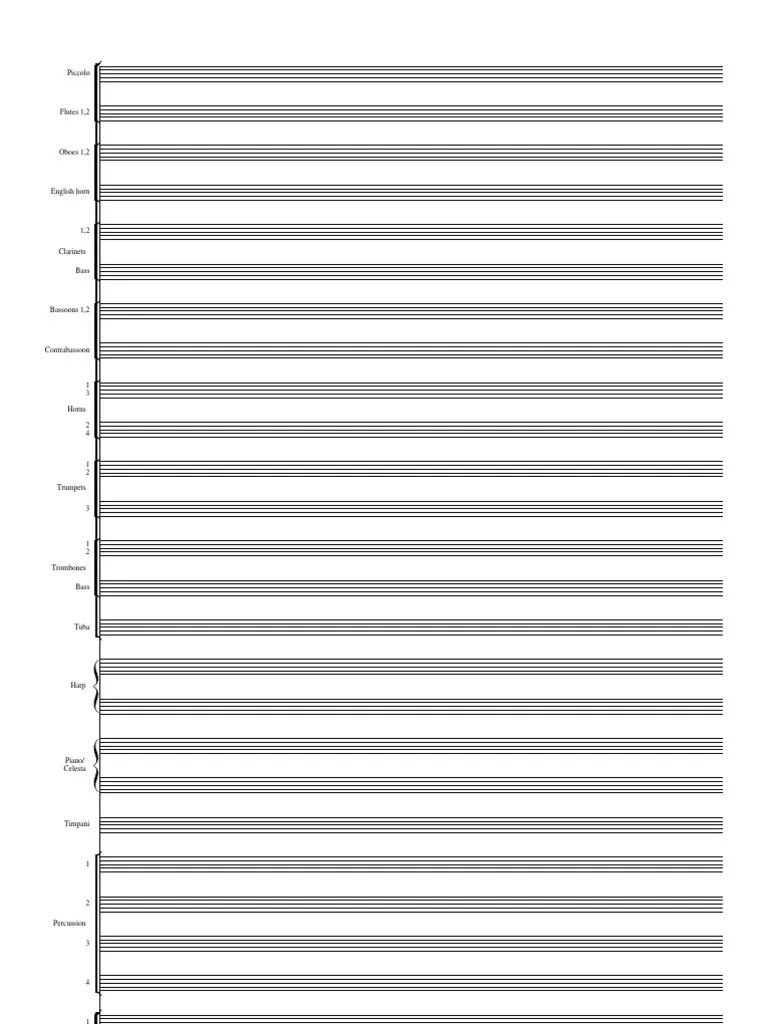 Piccolo
Flutes 1,2
Oboes 1,2
English horn
1,2
Clarinets
Bass
Bassoons 1,2
Contrabassoon
1
3
Horns
2
4
1
2
Trumpets
3
1
2
Trombones
Bass
Tuba
Harp
Piano/
Celesta
Timpani
1
2
Percussion
3
4
1